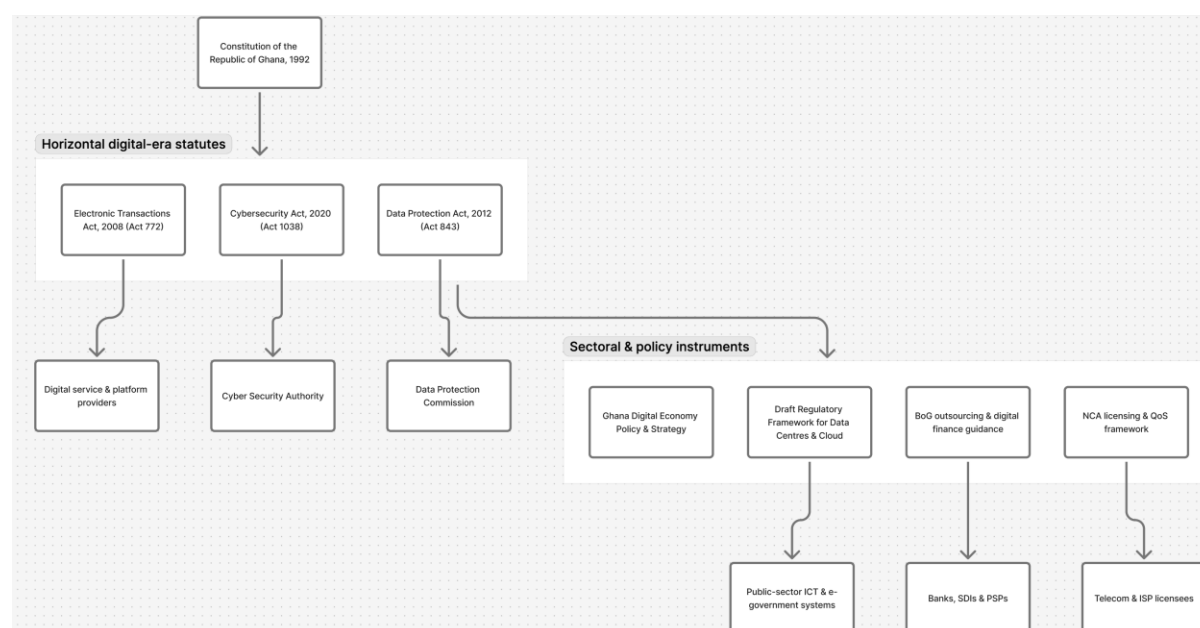 Constitution of the
Republic of Ghana, 1992
Horizontal digital-era statutes
Electronic Transactions
Act, 2008 (Act 772)
Cybersecurity Act, 2020
(Act 1038)
Data Protection Act, 2012
(Act 843)
Digital service & platform
providers
Cyber Security Authority
Data Protection
Commission
Sectoral & policy instruments
Ghana Digital Economy
Policy & Strategy
Draft Regulatory
Framework for Data
Centres & Cloud
BoG outsourcing & digital
finance guidance
NCA licensing & QoS
framework
Public-sector ICT & e-
government systems
Banks, SDIs & PSPs
Telecom & ISP licensees